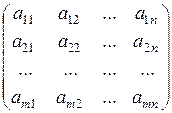 a₁₁ a₁₂ ... a₁ₙ
a₂₁ a₂₂ ... a₂ₙ
... ... ... ...
aₘ₁ aₘ₂ ... aₘₙ